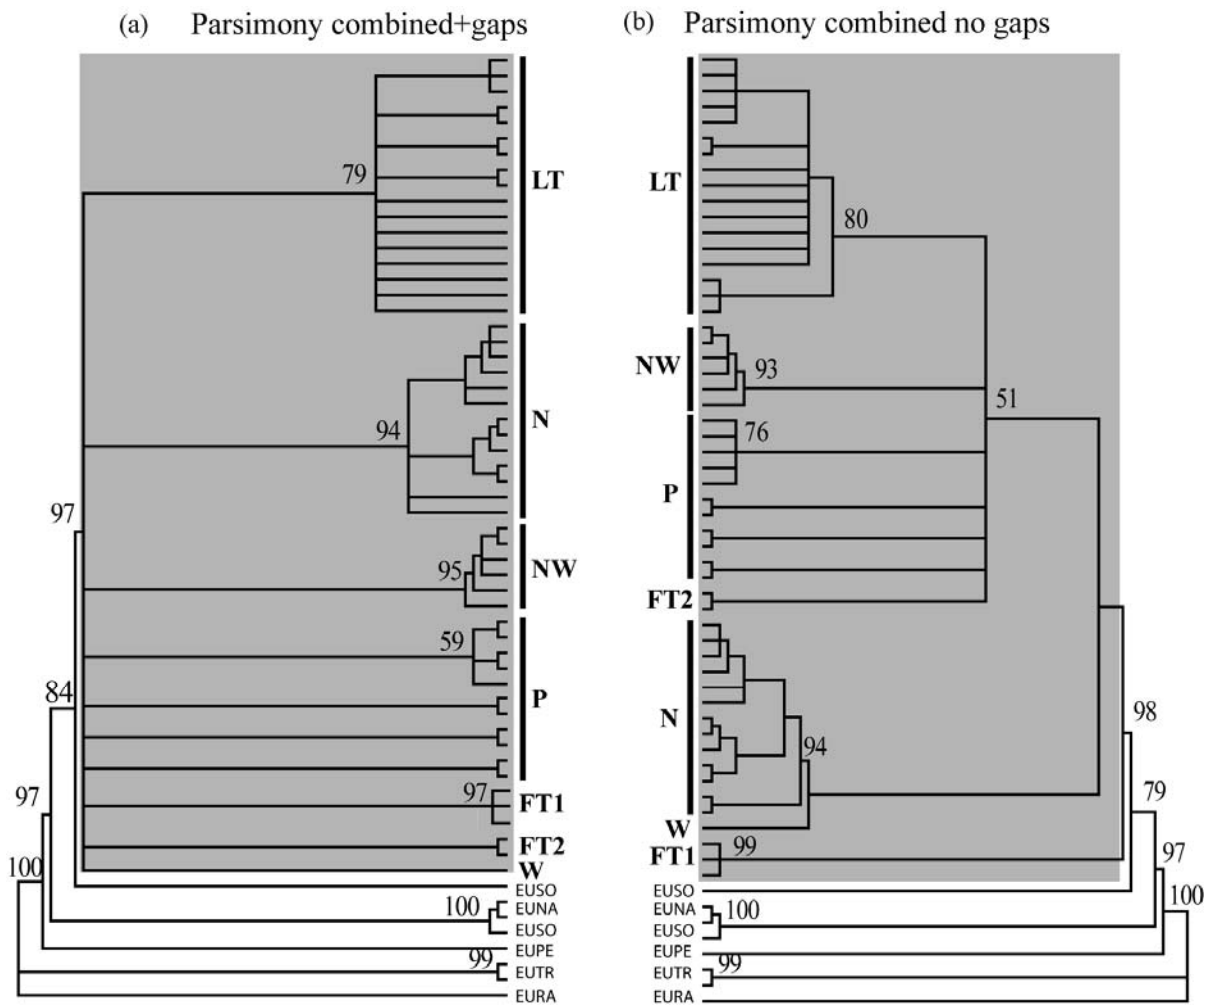 (a) Parsimony combined+gaps
79
LT
94
N
97
95
NW
59
P
84
97
FT1
97
FT2
W
100
EUSO
EUNA
100
EUSO
EUPE
99
EUTR
EURA
(b) Parsimony combined no gaps
LT
80
NW
93
51
76
P
FT2
N
98
94
79
W
FT1
99
97
EUSO
100
EUNA
100
EUSO
EUPE
EUTR
99
EURA